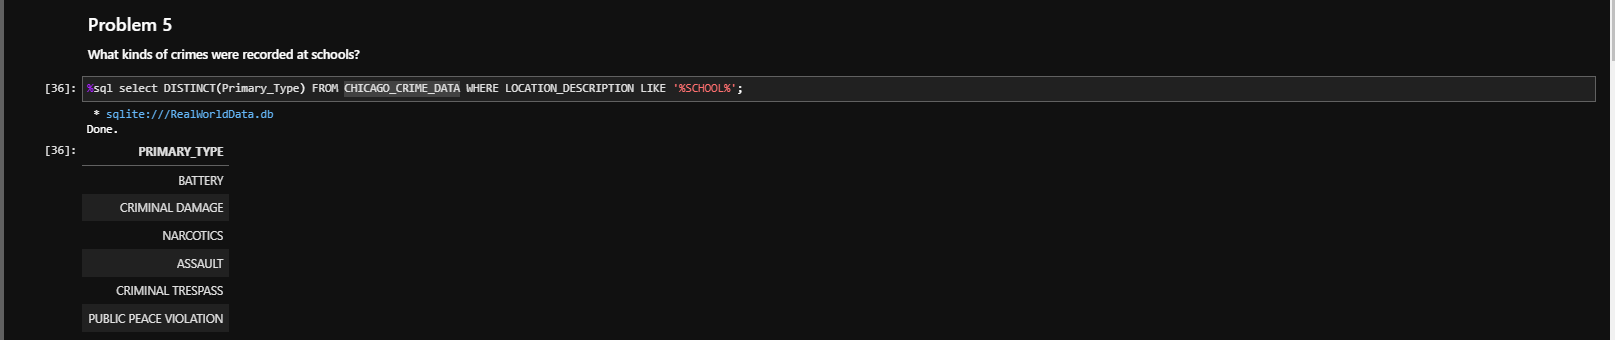 Problem 5
What kinds of crimes were recorded at schools?
[36]: %sql select DISTINCT(Primary_Type) FROM CHICAGO_CRIME_DATA WHERE LOCATION_DESCRIPTION LIKE '%SCHOOL%';
* sqlite:///RealWorldData.db
Done.
[36]: PRIMARY_TYPE
BATTERY
CRIMINAL DAMAGE
NARCOTICS
ASSAULT
CRIMINAL TRESPASS
PUBLIC PEACE VIOLATION